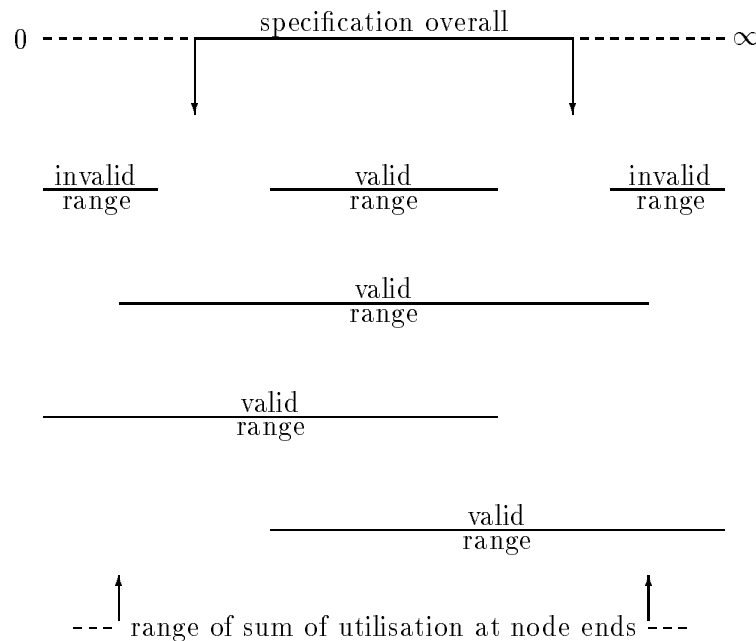 specification overall
0 ∞
invalid valid invalid
range range range
valid
range
valid
range
valid
range
range of sum of utilisation at node ends